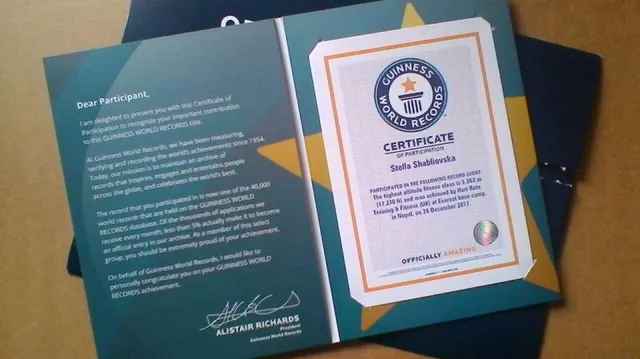 Dear Participant,
I am delighted to present you with this Certificate of
Participation to recognize your important contribution
to this GUINNESS WORLD RECORDS title.
At Guinness World Records, we have been measuring,
verifying and recording the world's achievements since 1954.
Today, our mission is to maintain an archive of
records that inspires, engages and entertains people
across the globe, and celebrates the world's best.
The record that you participated in is now one of the 40,000
world records that are held on the GUINNESS WORLD
RECORDS database. Of the thousands of applications we
receive every month, less than 5% actually make it to become
an official entry in our archive. As a member of this select
group, you should be extremely proud of your achievement.
On behalf of Guinness World Records, I would like to
personally congratulate you on your GUINNESS WORLD
RECORDS achievement.
ALISTAIR RICHARDS
President
Guinness World Records
GUINNESS
WORLD RECORDS
CERTIFICATE
OF PARTICIPATION
Stella Shabliovska
PARTICIPATED IN THE FOLLOWING RECORD EVENT
The highest altitude fitness class is 5,262 m
(17,270 ft) and was achieved by Hart Rate
Training & Fitness (UK) at Everest base camp,
in Nepal, on 28 December 2017
OFFICIALLY AMAZING